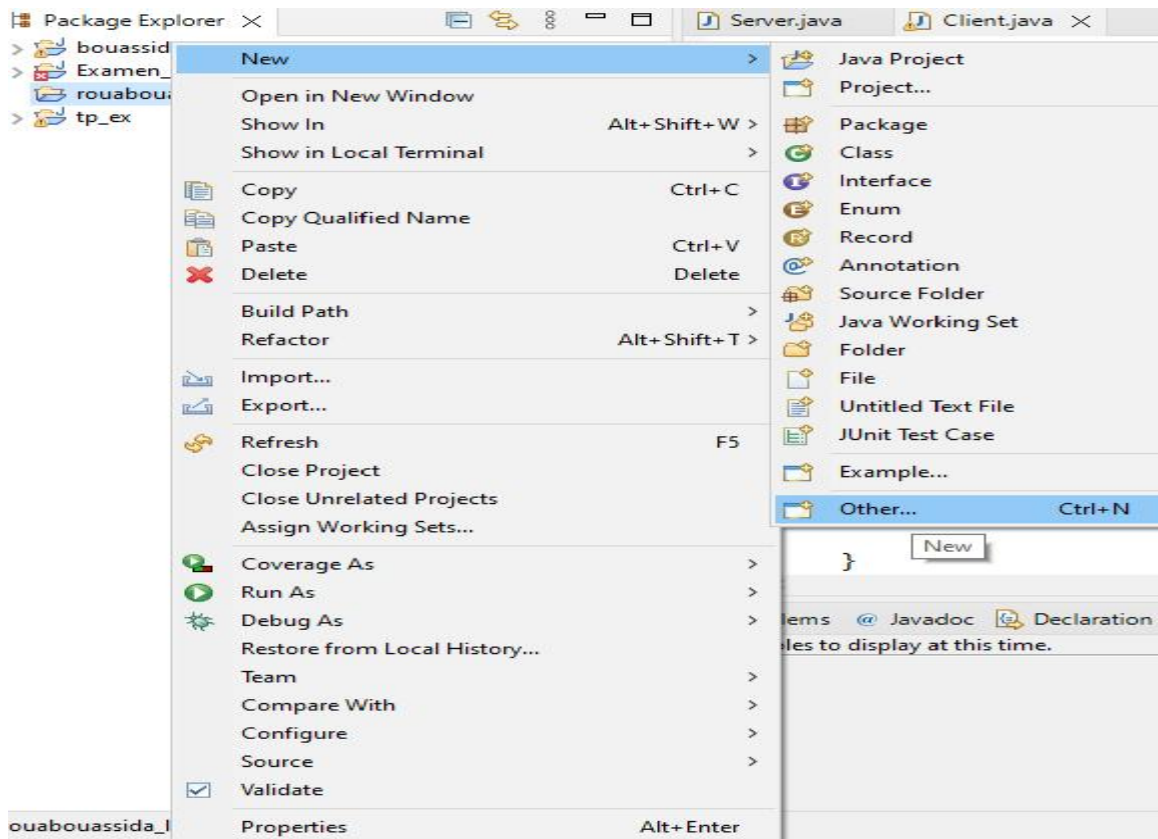 Package Explorer
Server.java
Client.java
bouassid
Examen_
rouaboua
tp_ex
New
Open in New Window
Show In Alt+Shift+W >
Show in Local Terminal >
Copy Ctrl+C
Copy Qualified Name
Paste Ctrl+V
Delete Delete
Build Path >
Refactor Alt+Shift+T >
Import...
Export...
Refresh F5
Close Project
Close Unrelated Projects
Assign Working Sets...
Coverage As >
Run As >
Debug As >
Restore from Local History...
Team >
Compare With >
Configure >
Source >
Validate
Properties Alt+Enter
Java Project
Project...
Package
Class
Interface
Enum
Record
Annotation
Source Folder
Java Working Set
Folder
File
Untitled Text File
JUnit Test Case
Example...
Other... Ctrl+N
New
}
lems @ Javadoc Declaration
les to display at this time.
ouabouassida_l